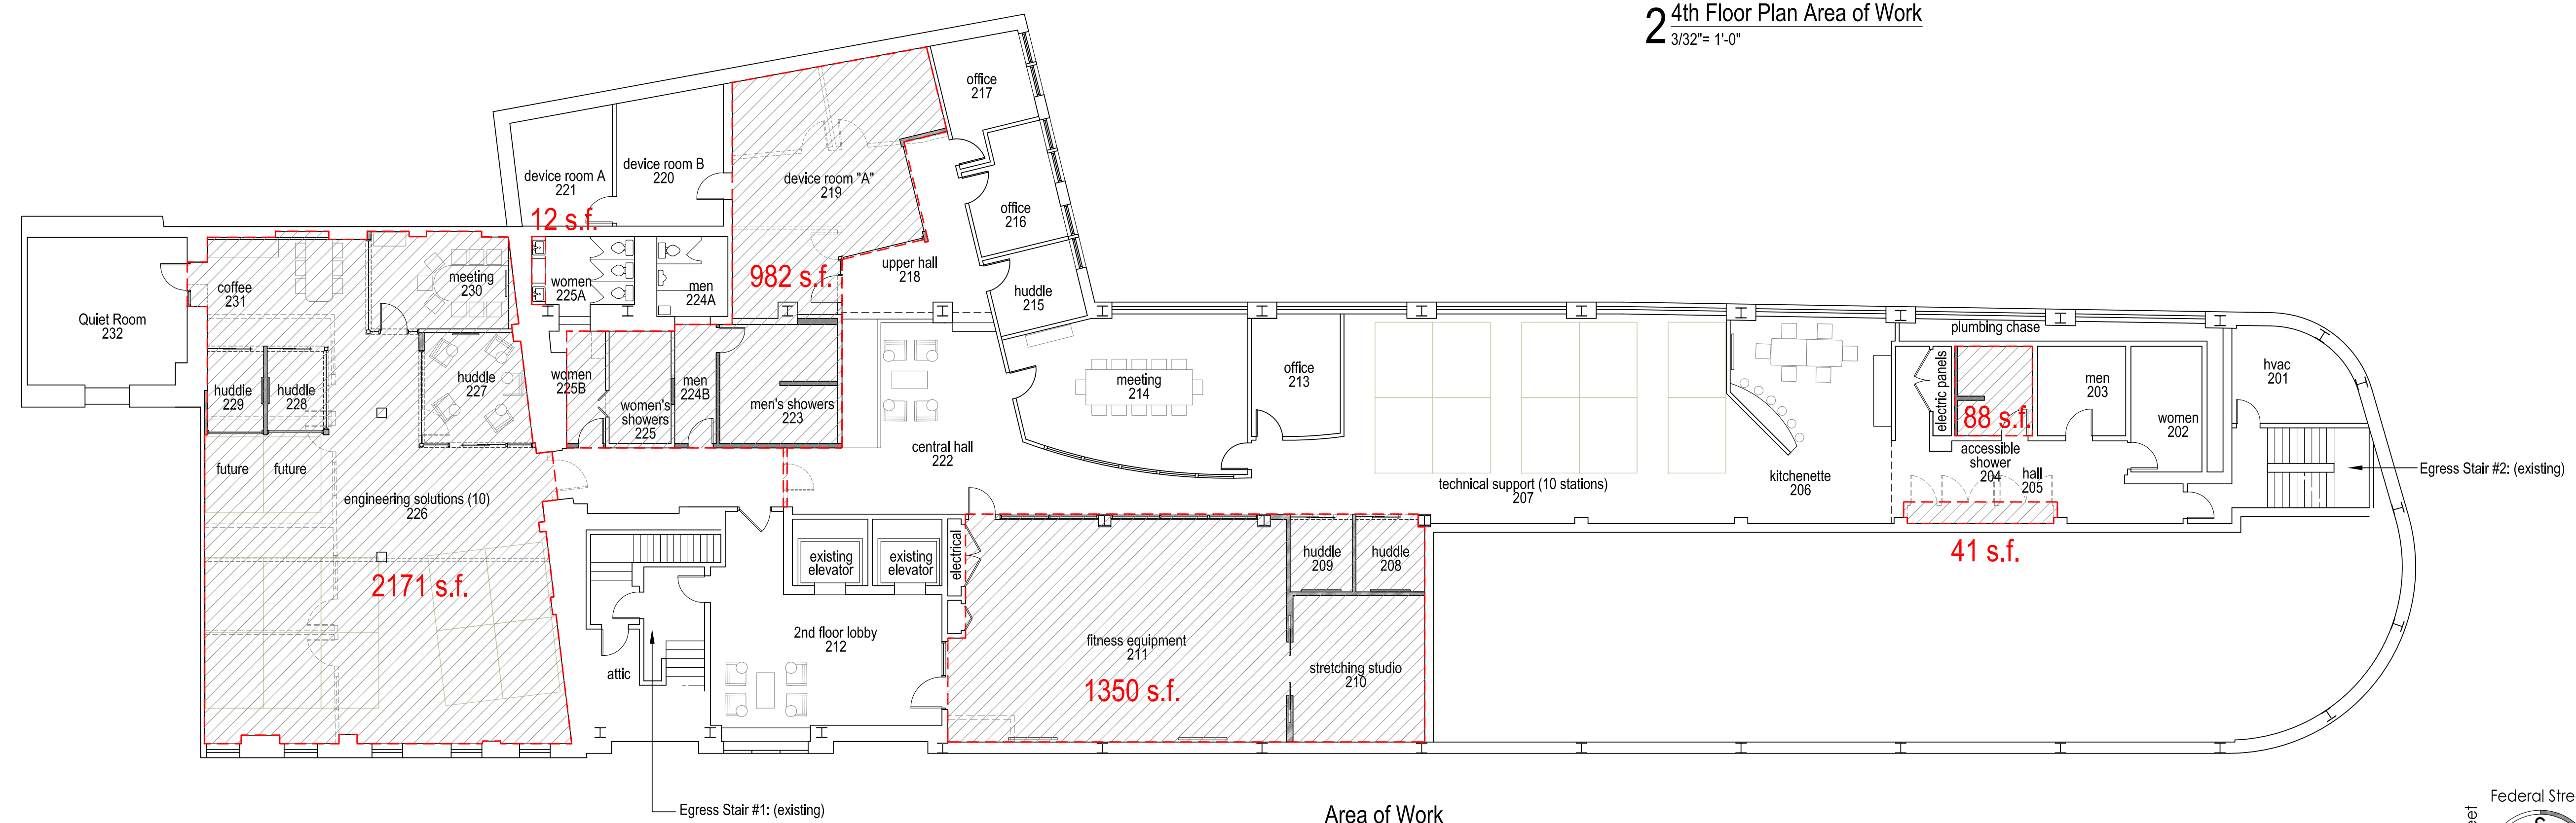 2
4th Floor Plan Area of Work
3/32"= 1'-0"
office
217
device room B
220
device room A
221
device room "A"
219
office
216
12 s.f.
upper hall
218
982 s.f.
meeting
230
women
225A
men
224A
coffee
231
huddle
215
Quiet Room
232
plumbing chase
hvac
201
huddle
229
huddle
228
huddle
227
women
225B
men
224B
women's
showers
225
men's showers
223
meeting
214
office
213
electric panels
88 s.f.
men
203
women
202
central hall
222
accessible
shower
204
hall
205
kitchenette
206
technical support (10 stations)
207
Egress Stair #2: (existing)
future
future
engineering solutions (10)
226
2171 s.f.
existing
elevator
existing
elevator
electrical
huddle
209
huddle
208
41 s.f.
2nd floor lobby
212
fitness equipment
211
1350 s.f.
stretching studio
210
attic
Egress Stair #1: (existing)
Area of Work
Federal Stre
eet
S